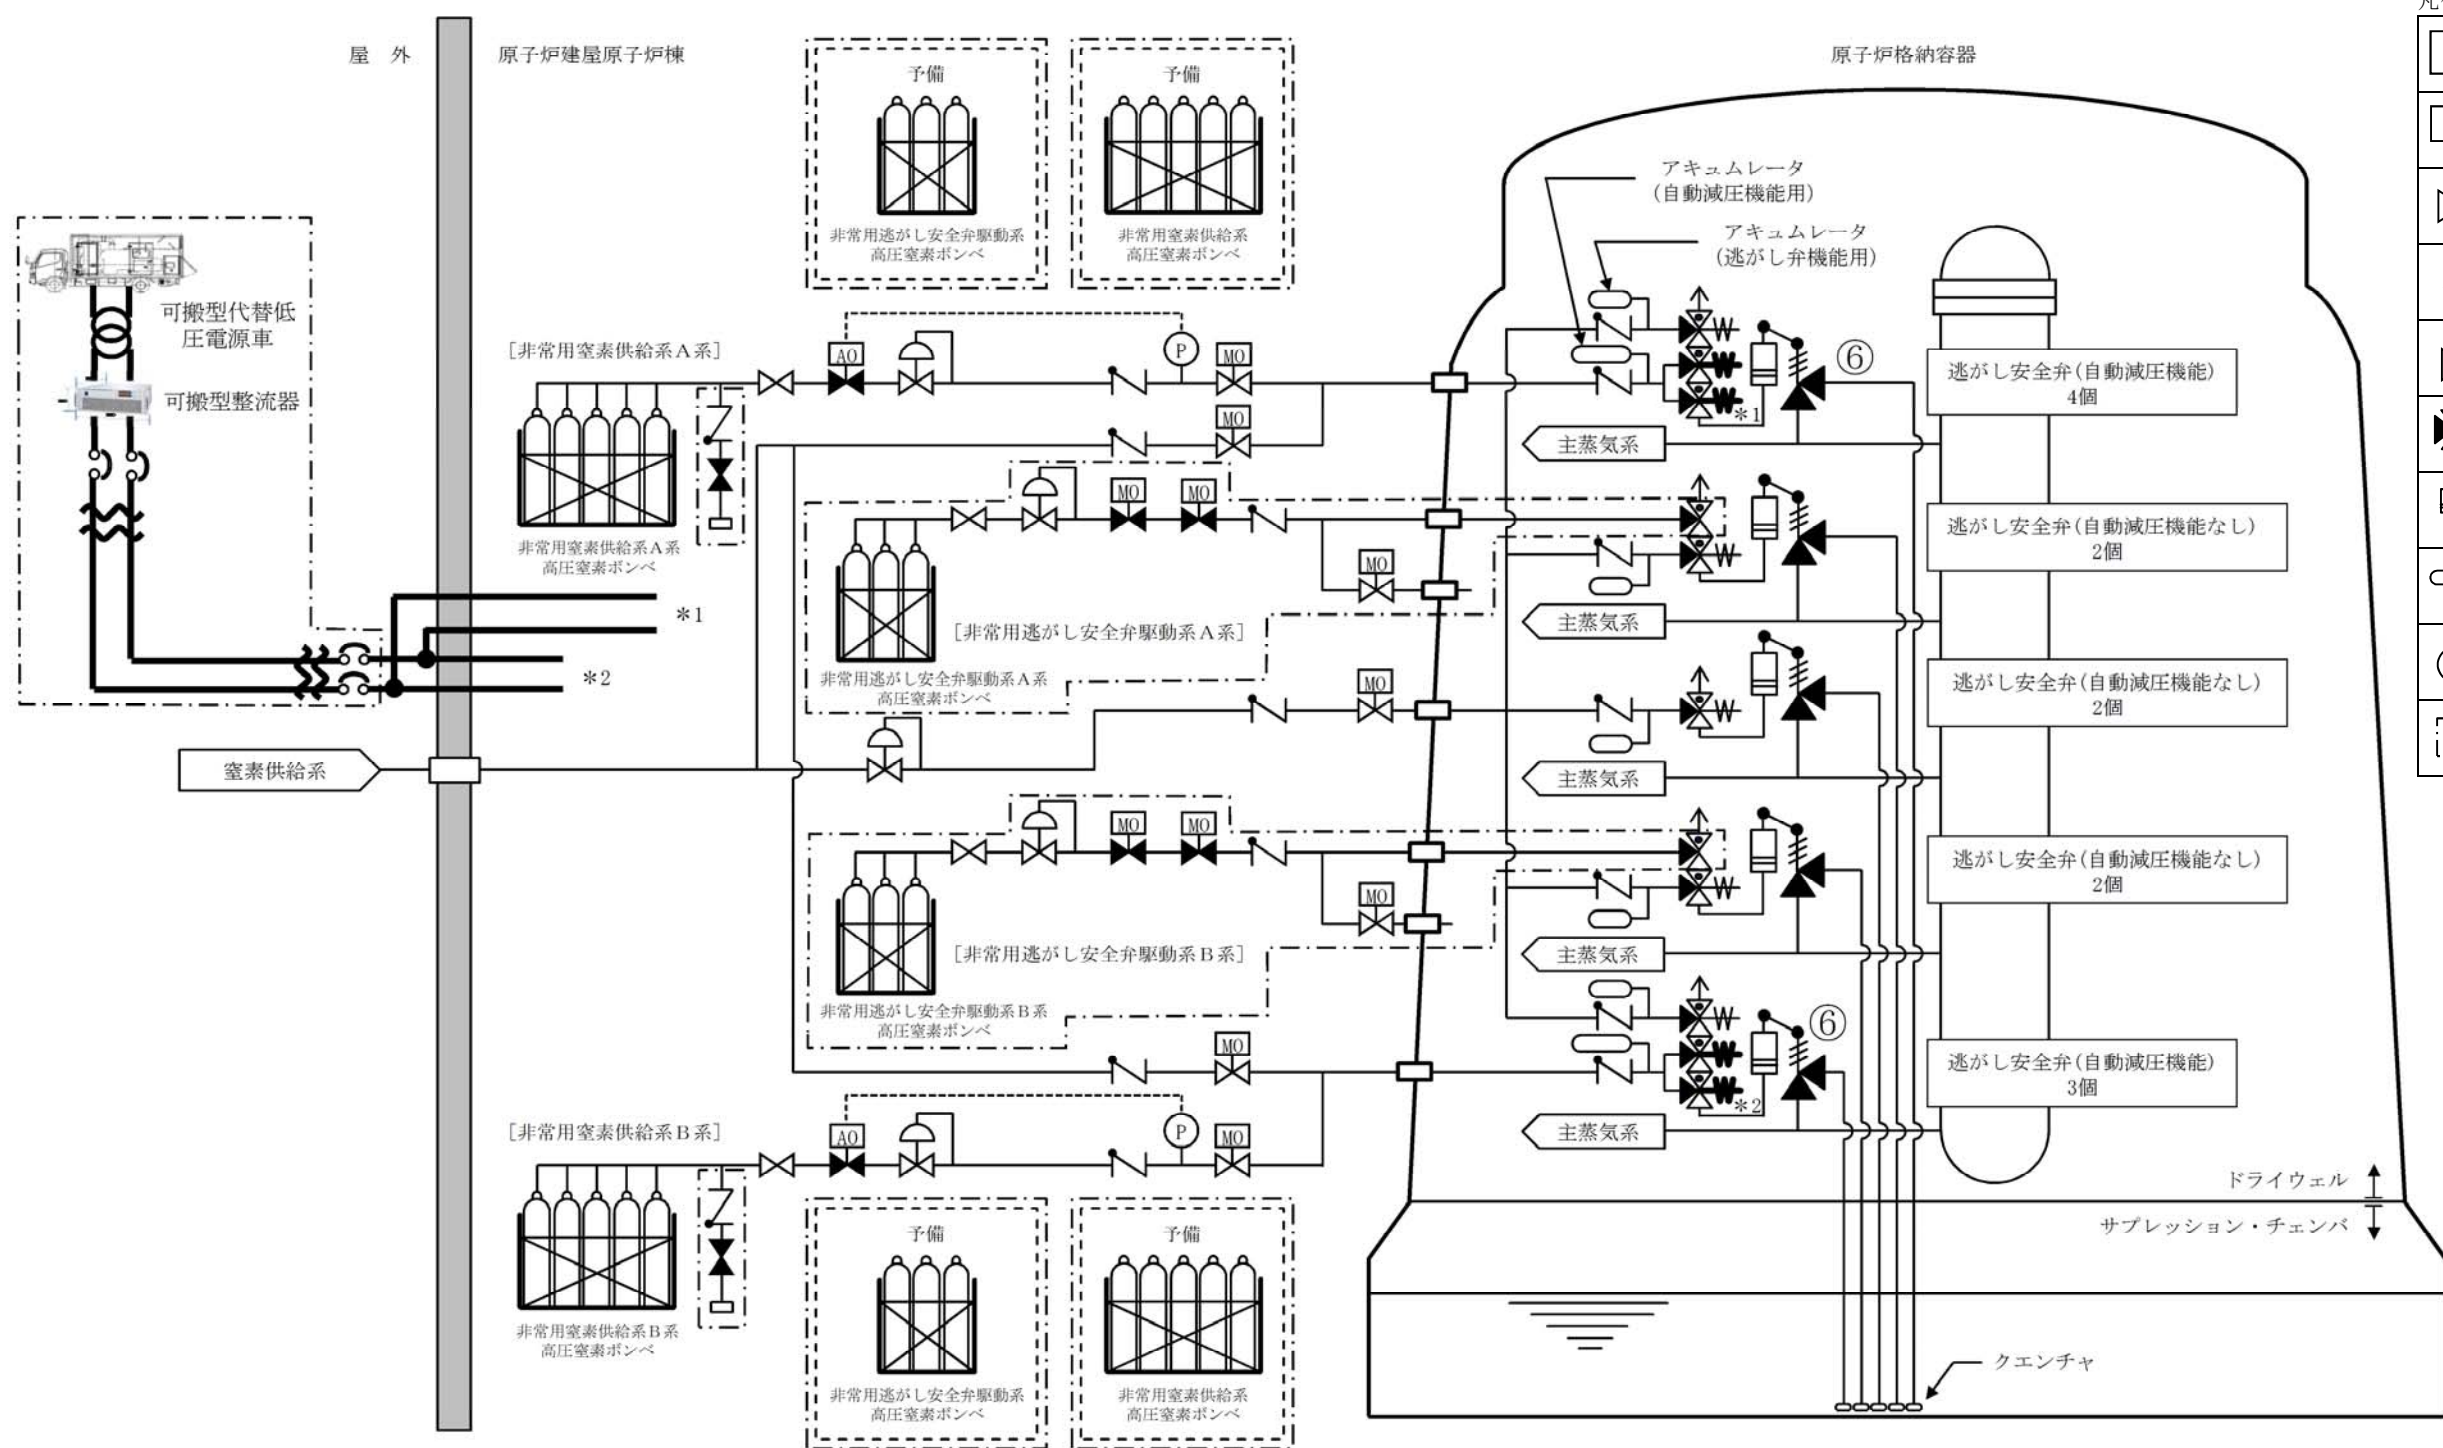 屋　外
原子炉建屋原子炉棟
予備
非常用逃がし安全弁駆動系
高圧窒素ボンベ
予備
非常用窒素供給系
高圧窒素ボンベ
原子炉格納容器
アキュムレータ
(自動減圧機能用)
アキュムレータ
(逃がし弁機能用)
可搬型代替低
圧電源車
可搬型整流器
[非常用窒素供給系A系]
AO
P
MO
MO
非常用窒素供給系A系
高圧窒素ボンベ
*1
⑥
逃がし安全弁(自動減圧機能)
4個
主蒸気系
MO
MO
MO
[非常用逃がし安全弁駆動系A系]
非常用逃がし安全弁駆動系A系
高圧窒素ボンベ
逃がし安全弁(自動減圧機能なし)
2個
主蒸気系
*1
*2
MO
逃がし安全弁(自動減圧機能なし)
2個
主蒸気系
窒素供給系
MO
MO
MO
[非常用逃がし安全弁駆動系B系]
非常用逃がし安全弁駆動系B系
高圧窒素ボンベ
逃がし安全弁(自動減圧機能なし)
2個
主蒸気系
MO
⑥
*2
逃がし安全弁(自動減圧機能)
3個
主蒸気系
[非常用窒素供給系B系]
AO
P
MO
非常用窒素供給系B系
高圧窒素ボンベ
予備
非常用逃がし安全弁駆動系
高圧窒素ボンベ
予備
非常用窒素供給系
高圧窒素ボンベ
ドライウェル
サプレッション・チェンバ
クエンチャ